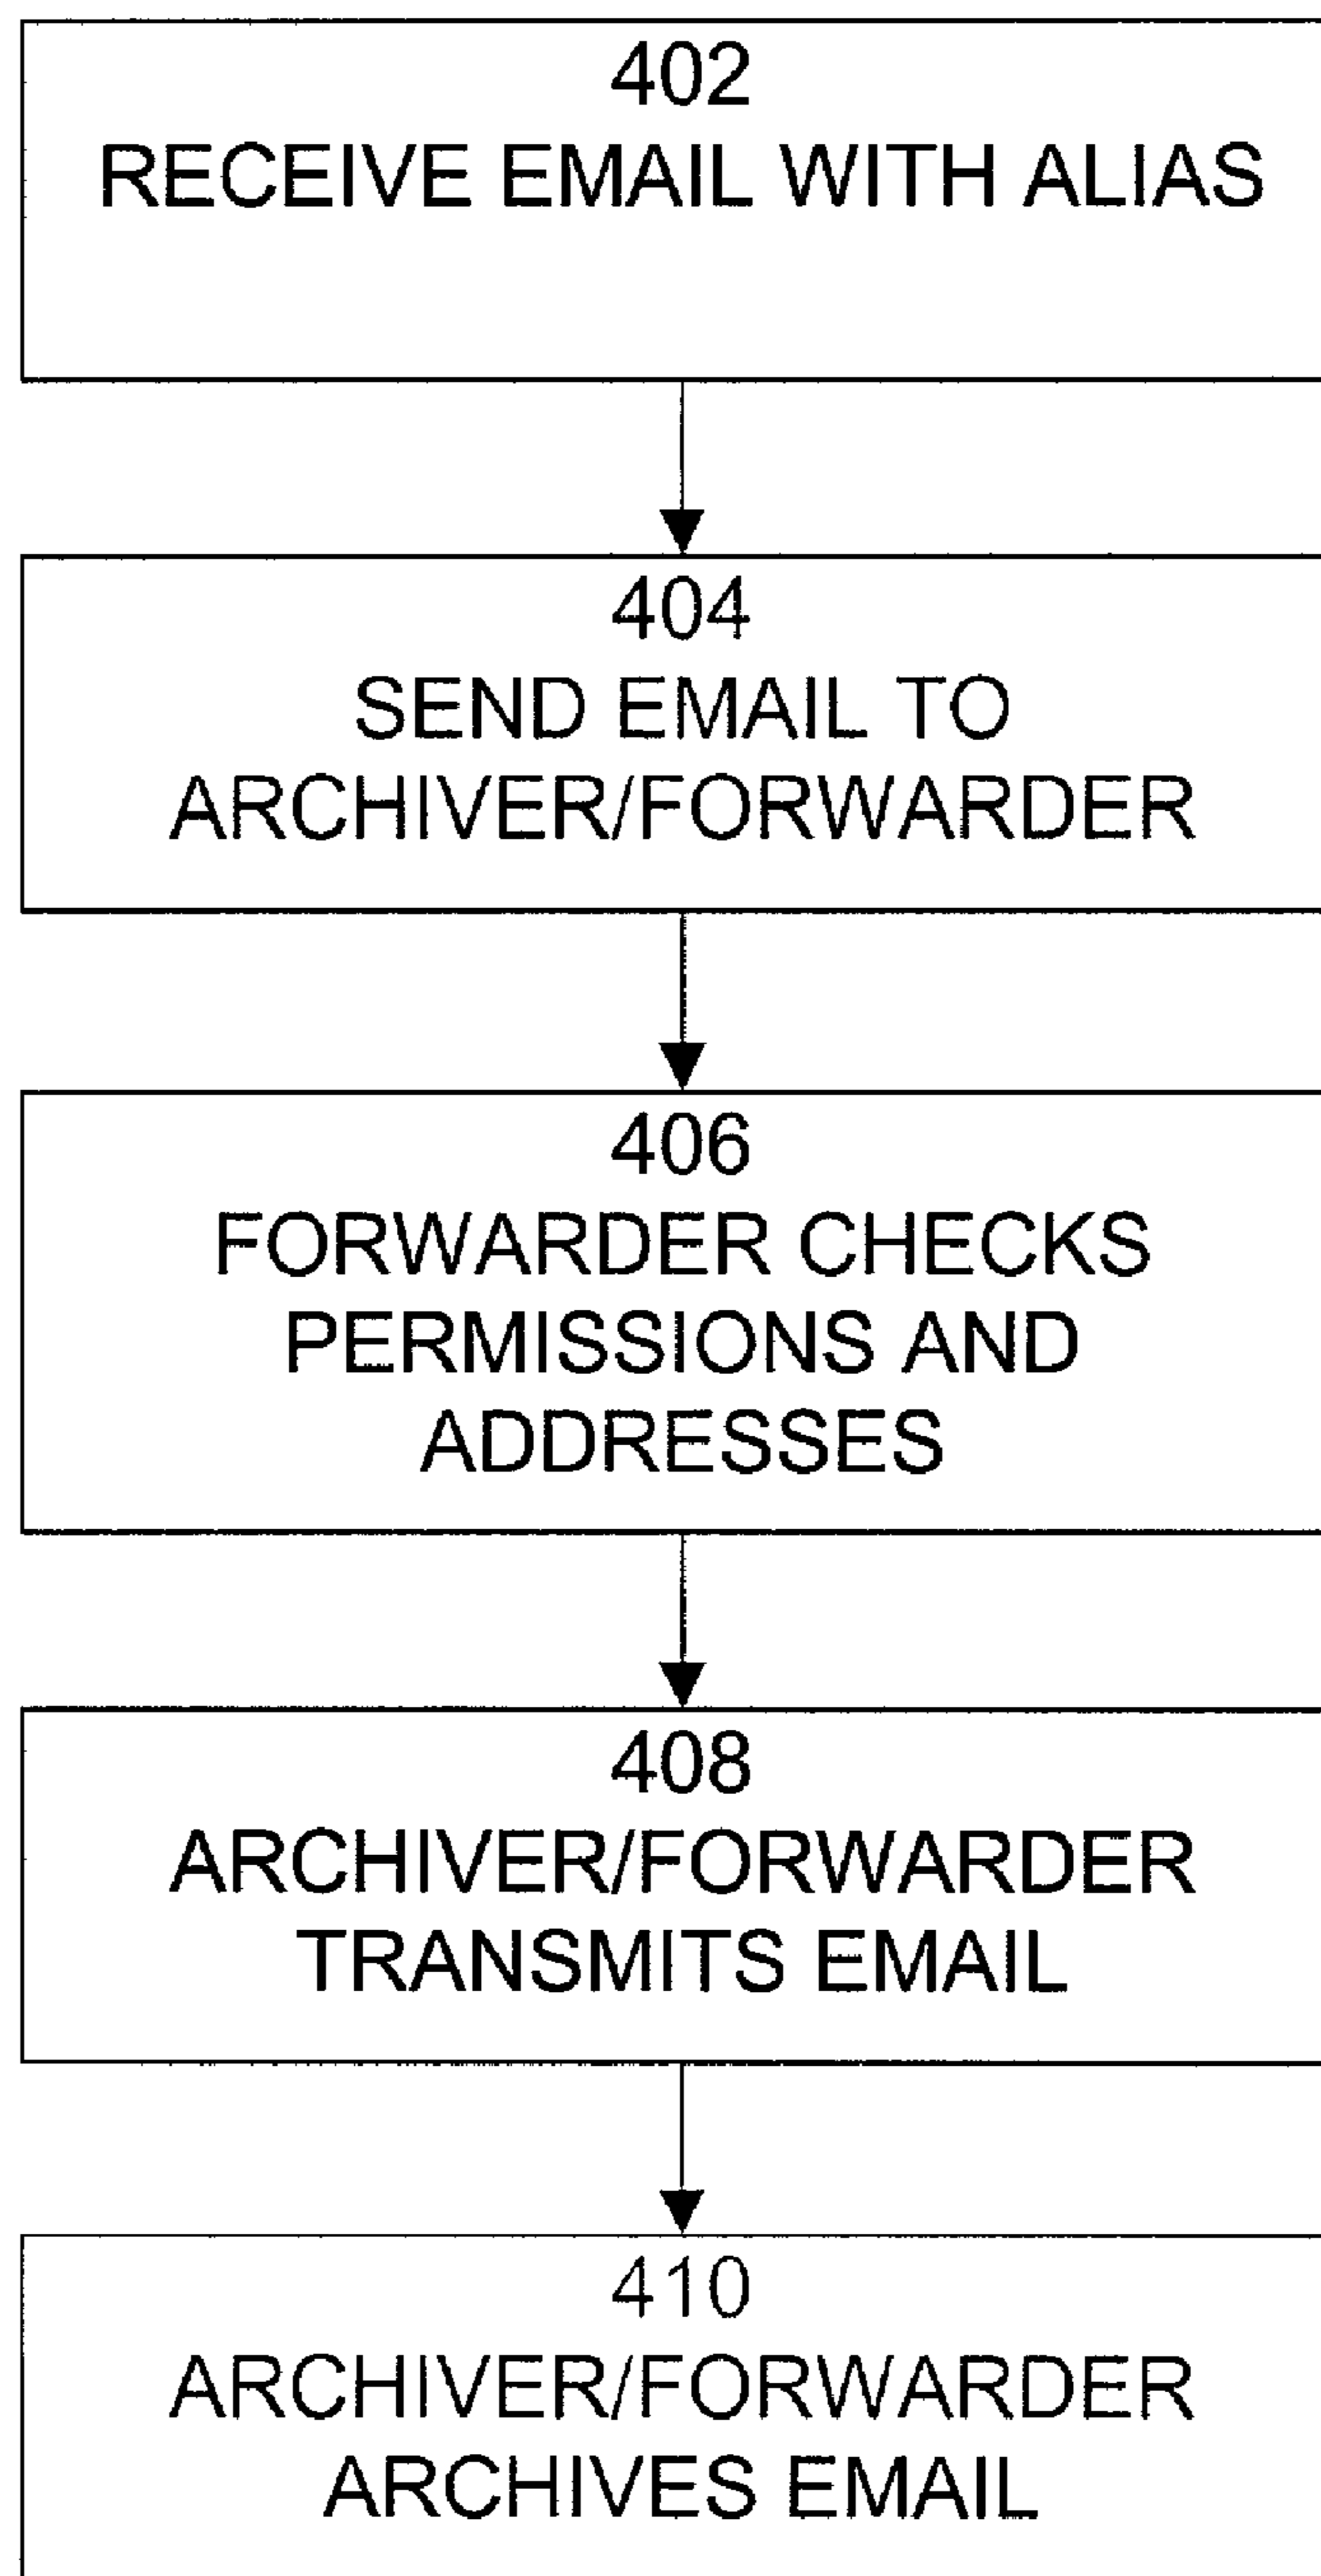 402
RECEIVE EMAIL WITH ALIAS
404
SEND EMAIL TO
ARCHIVER/FORWARDER
406
FORWARDER CHECKS
PERMISSIONS AND
ADDRESSES
408
ARCHIVER/FORWARDER
TRANSMITS EMAIL
410
ARCHIVER/FORWARDER
ARCHIVES EMAIL